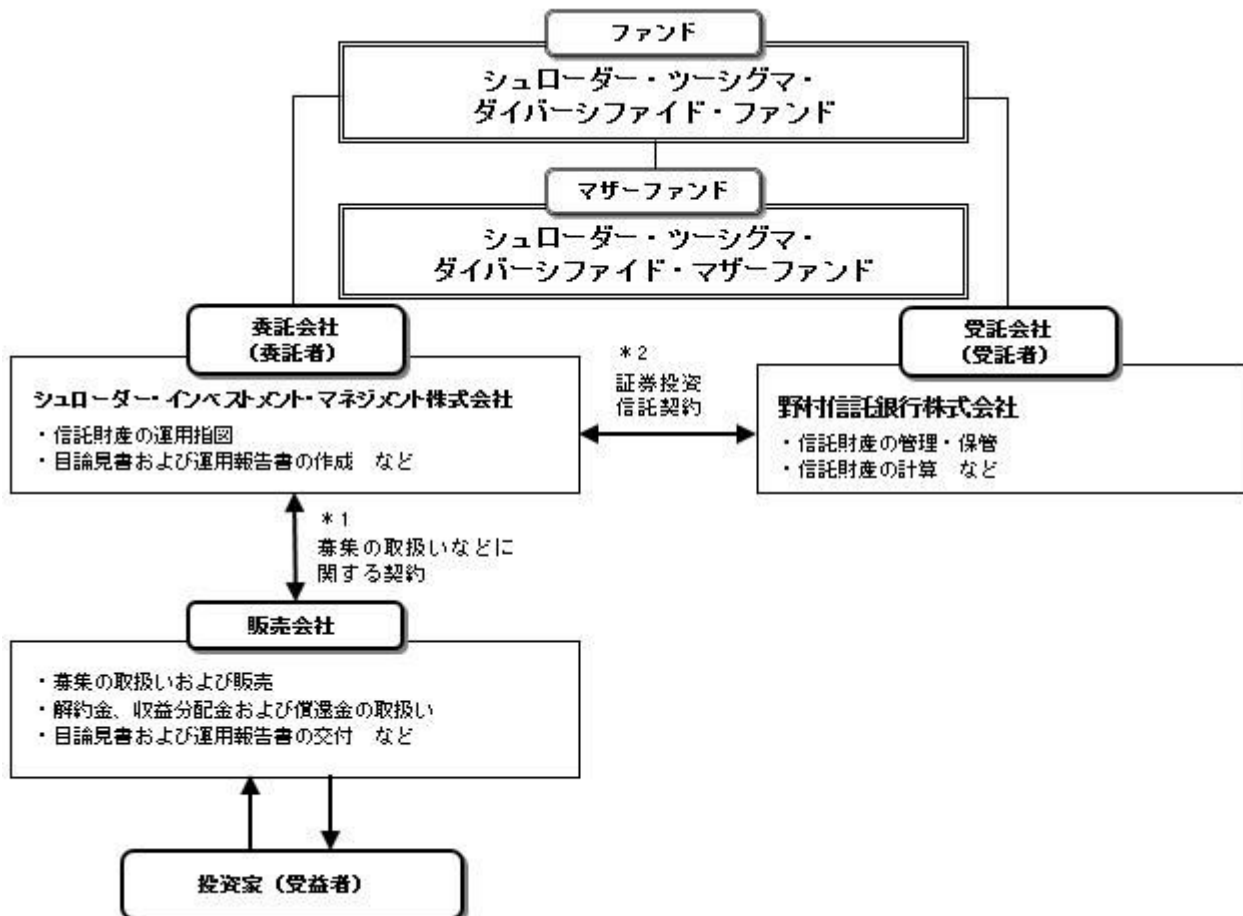 ファンド
シュローダー・ツーシグマ・
ダイバーシファイド・ファンド
マザーファンド
シュローダー・ツーシグマ・
ダイバーシファイド・マザーファンド
委託会社
(委託者)
シュローダー・インベストメント・マネジメント株式会社
・信託財産の運用指図
・目論見書および運用報告書の作成　など
*2
証券投資
信託契約
受託会社
(受託者)
野村信託銀行株式会社
・信託財産の管理・保管
・信託財産の計算　など
*1
募集の取扱いなどに
関する契約
販売会社
・募集の取扱いおよび販売
・解約金、収益分配金および償還金の取扱い
・目論見書および運用報告書の交付　など
投資家（受益者）